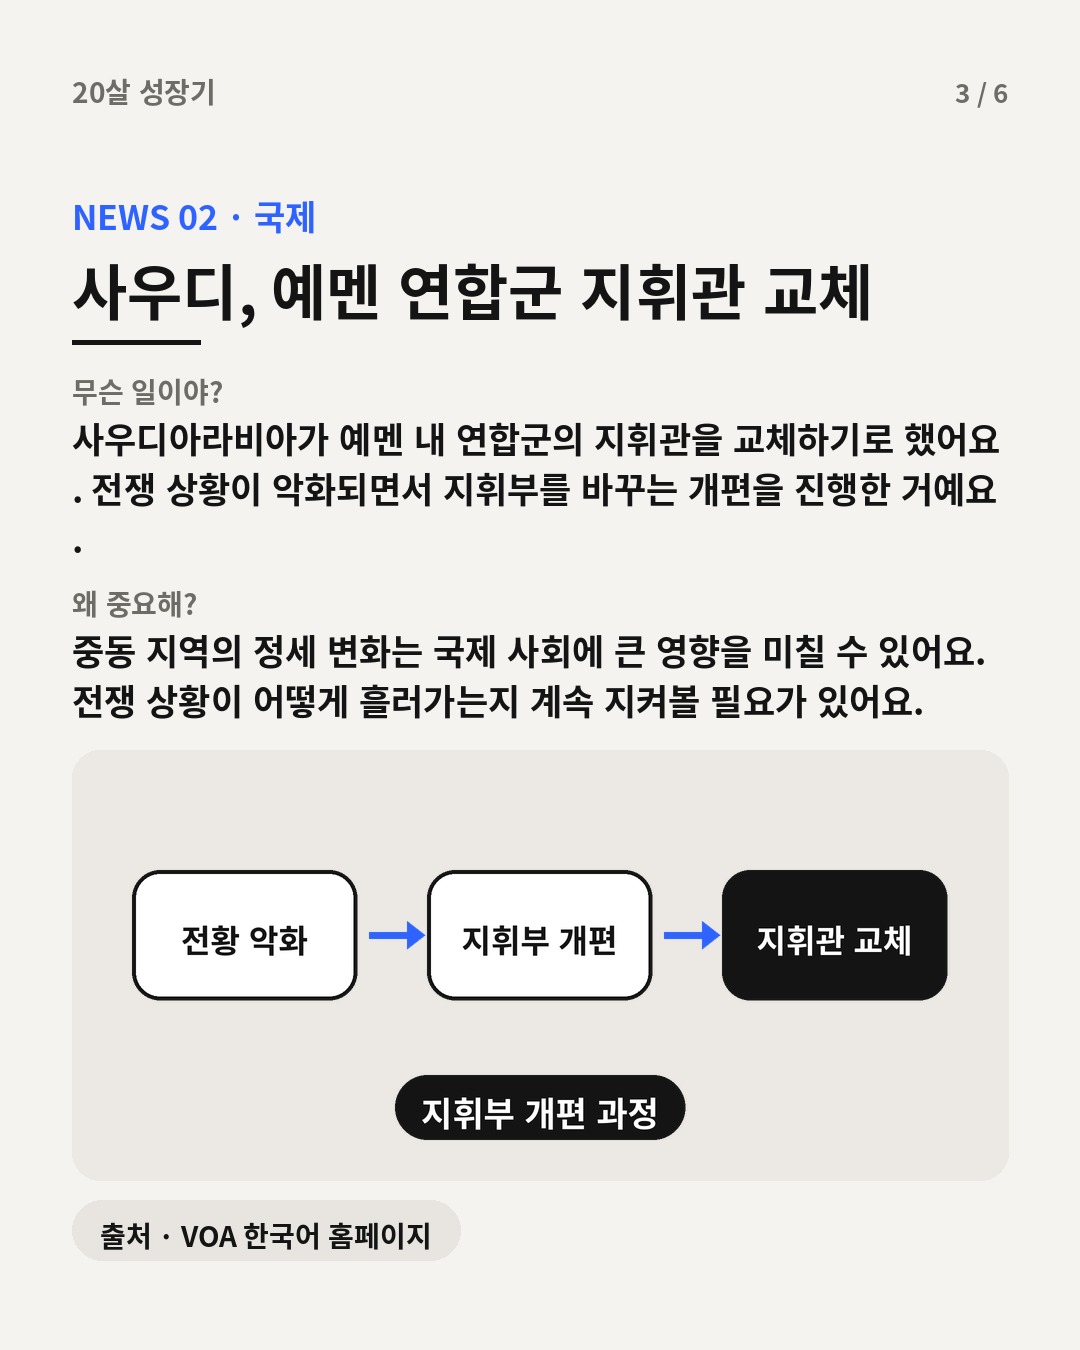 20살 성장기
3 / 6
NEWS 02 · 국제
사우디, 예멘 연합군 지휘관 교체
무슨 일이야?
사우디아라비아가 예멘 내 연합군의 지휘관을 교체하기로 했어요
. 전쟁 상황이 악화되면서 지휘부를 바꾸는 개편을 진행한 거예요
.
왜 중요해?
중동 지역의 정세 변화는 국제 사회에 큰 영향을 미칠 수 있어요.
전쟁 상황이 어떻게 흘러가는지 계속 지켜볼 필요가 있어요.
전황 악화
지휘부 개편
지휘관 교체
지휘부 개편 과정
출처 · VOA 한국어 홈페이지